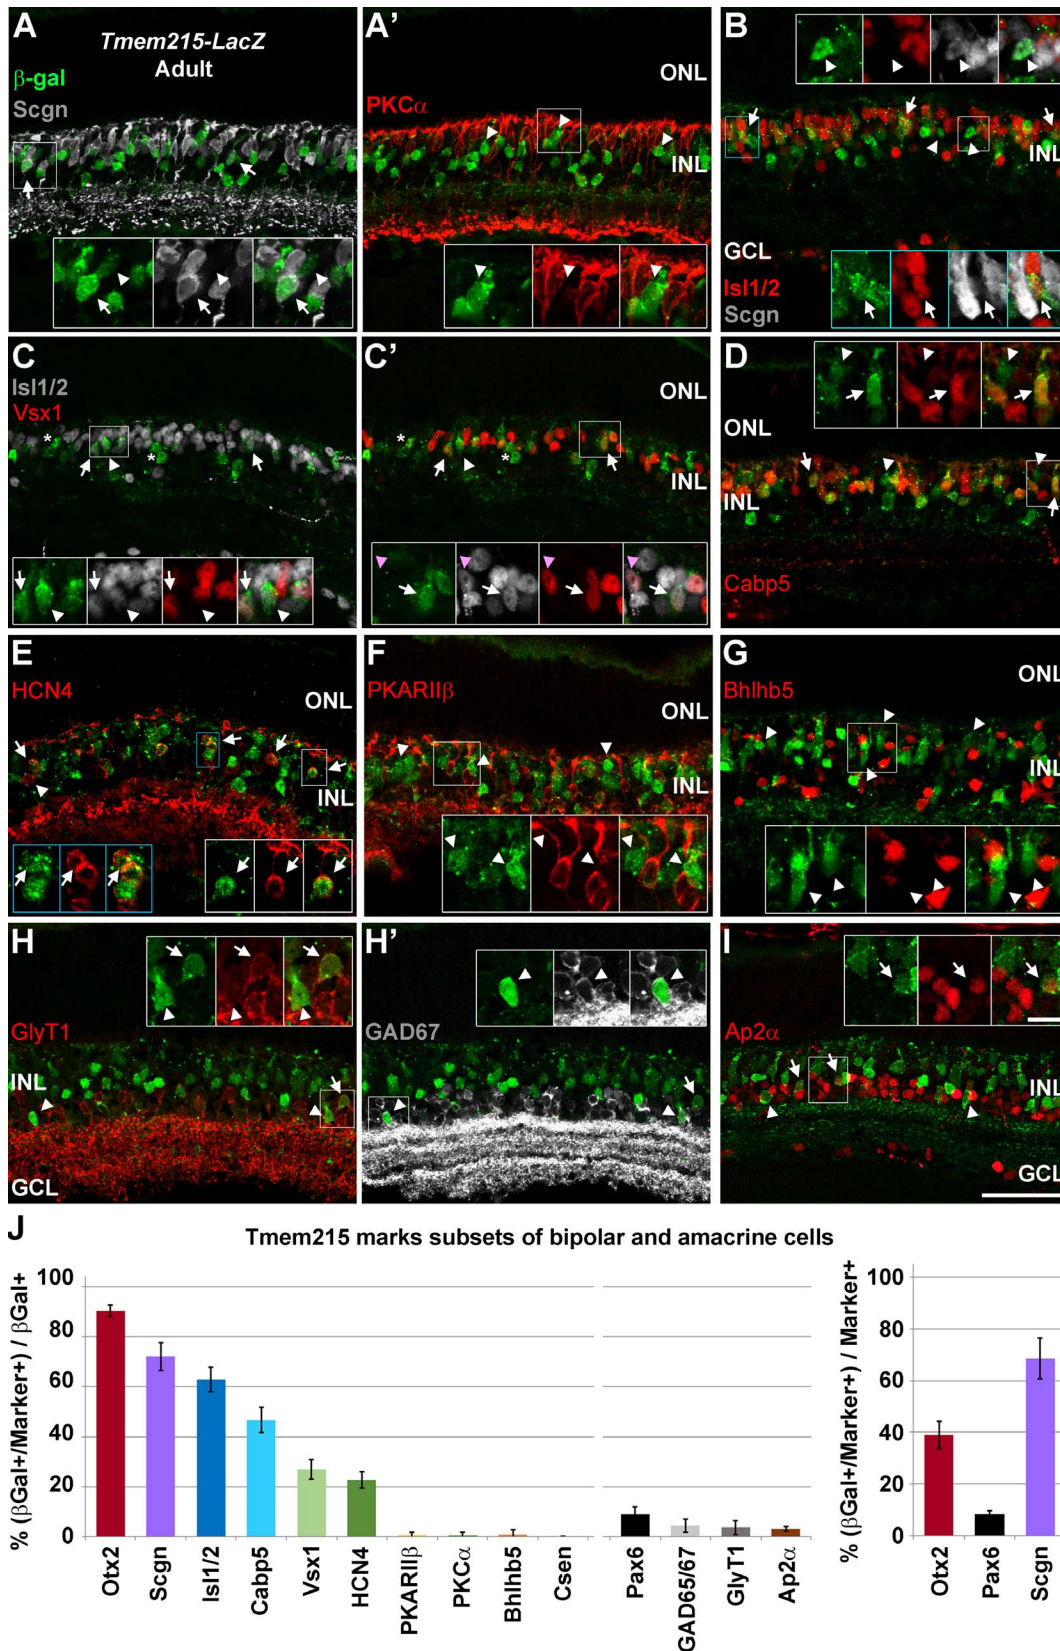 A
Tmem215-LacZ
Adult
β-gal
Scgn
A'
ONL
PKCα
INL
B
INL
GCL
Isl1/2
Scgn
C
Isl1/2
Vsx1
*
*
C'
ONL
*
*
INL
D
ONL
INL
Cabp5
E
HCN4
ONL
INL
F
PKARIIβ
ONL
INL
G
Bhlhb5
ONL
INL
H
GlyT1
INL
GCL
H'
GAD67
I
Ap2α
INL
GCL
J
Tmem215 marks subsets of bipolar and amacrine cells
% (βGal+/Marker+) / βGal+
100
80
60
40
20
0
Otx2
Scgn
Isl1/2
Cabp5
Vsx1
HCN4
PKARIIβ
PKCα
Bhlhb5
Csen
Pax6
GAD65/67
GlyT1
Ap2α
% (βGal+/Marker+) / Marker+
100
80
60
40
20
0
Otx2
Pax6
Scgn